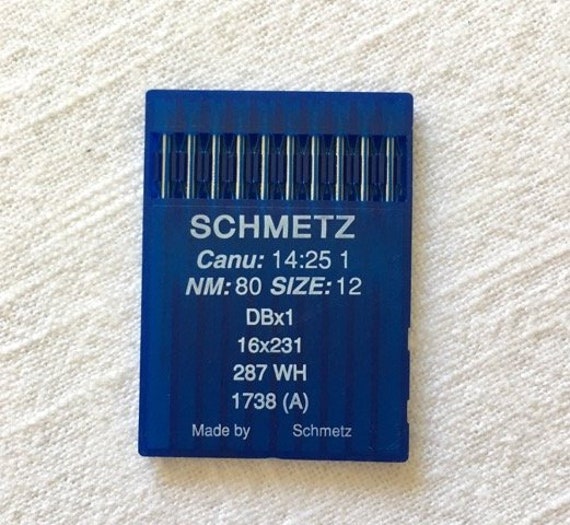 SCHMETZ
Canu: 14:25 1
NM: 80 SIZE: 12
DBx1
16x231
287 WH
1738 (A)
Made by Schmetz